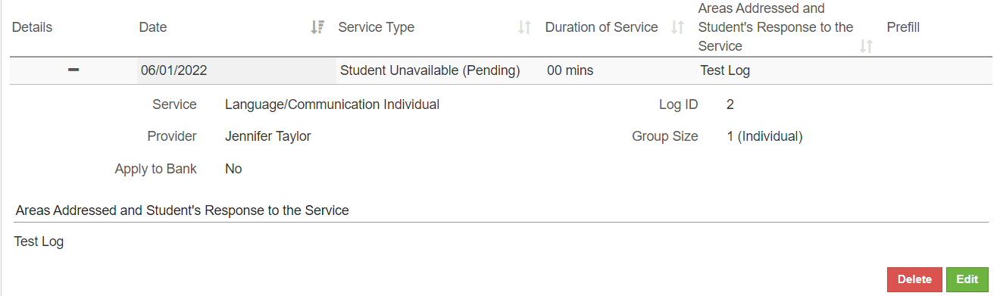 Details Date Service Type Duration of Service Areas Addressed and Student's Response to the Service Prefill
06/01/2022 Student Unavailable (Pending) 00 mins Test Log
Service Language/Communication Individual Log ID 2
Provider Jennifer Taylor Group Size 1 (Individual)
Apply to Bank No
Areas Addressed and Student's Response to the Service
Test Log
Delete Edit